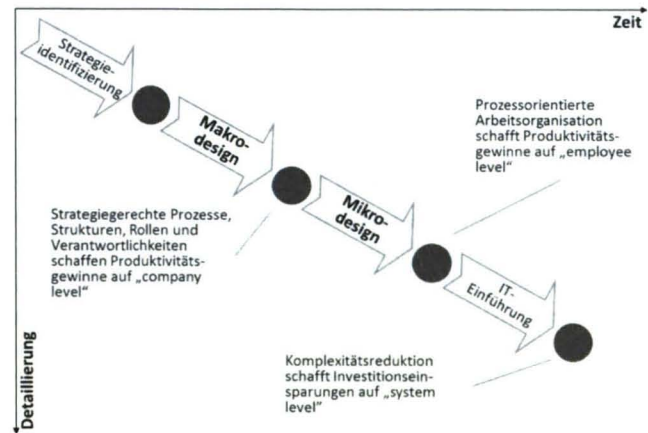 Zeit
Strategie-
identifizierung
Makro-
design
Prozessorientierte
Arbeitsorganisation
schafft Produktivitäts-
gewinne auf „employee
level“
Mikro-
design
Strategiegerechte Prozesse,
Strukturen, Rollen und
Verantwortlichkeiten
schaffen Produktivitäts-
gewinne auf „company
level“
IT-
Einführung
Komplexitätsreduktion
schafft Investitionsein-
sparungen auf „system
level“
Detaillierung